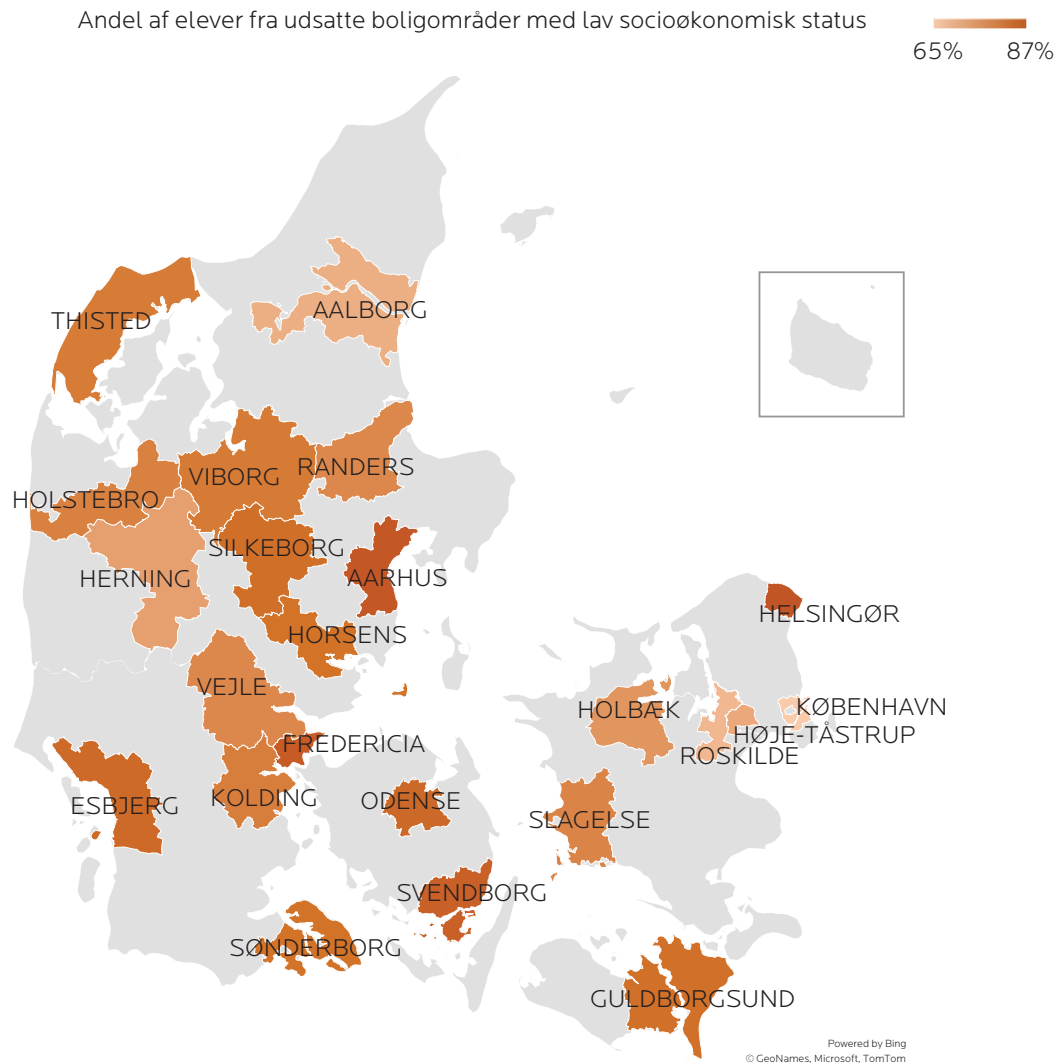 Andel af elever fra udsatte boligområder med lav socioøkonomisk status
65% 87%
THISTED
AALBORG
RANDERS
VIBORG
HOLSTEBRO
SILKEBORG
HERNING
AARHUS
HELSINGØR
HORSENS
VEJLE
HOLBÆK
KØBENHAVN
HØJE-TÅSTRUP
FREDERICIA
ROSKILDE
KOLDING
ODENSE
ESBJERG
SLAGELSE
SVENDBORG
SØNDERBORG
GULDBORGSUND
Powered by Bing
© GeoNames, Microsoft, TomTom